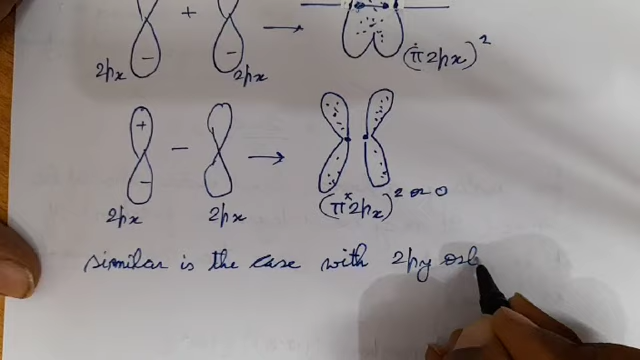 + →
− −
2px 2px (π2px)²
+ − →
−
2px 2px (π*2px)² or 0
similar is the case with 2py orb